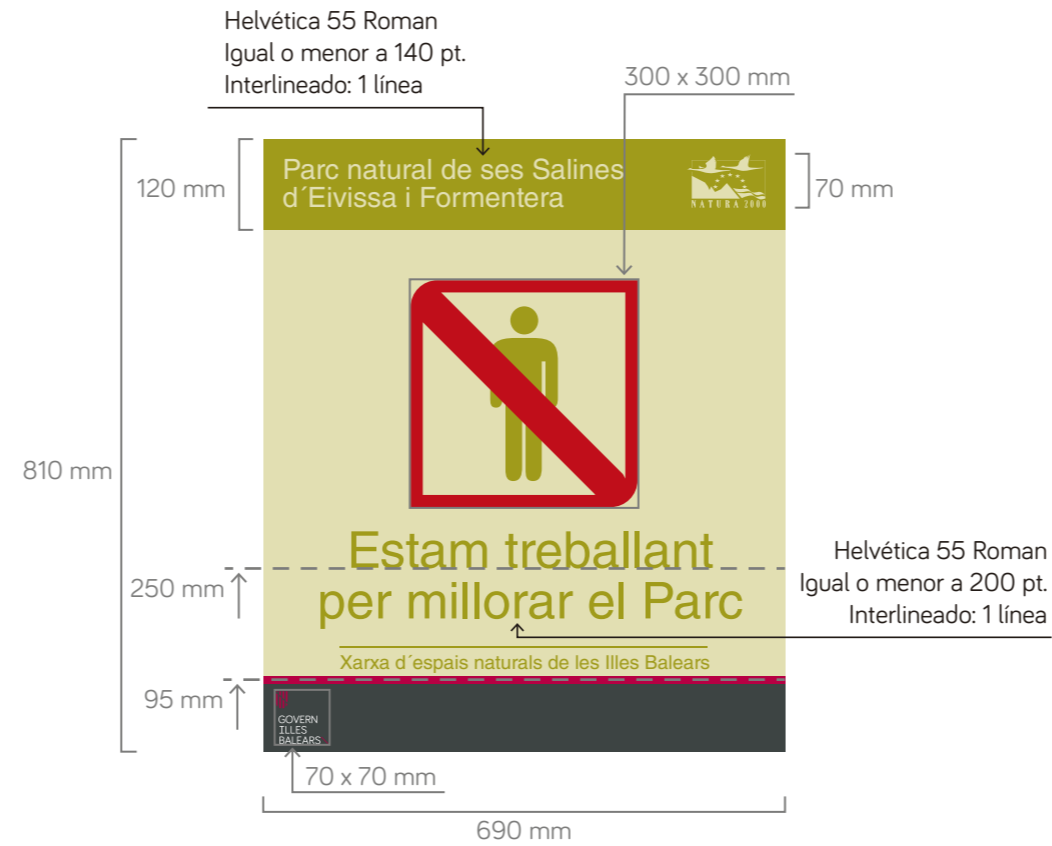 Helvética 55 Roman
Igual o menor a 140 pt.
Interlineado: 1 línea
300 x 300 mm
120 mm
Parc natural de ses Salines
d´Eivissa i Formentera
NATURA 2000
70 mm
810 mm
Estam treballant
per millorar el Parc
250 mm
Helvética 55 Roman
Igual o menor a 200 pt.
Interlineado: 1 línea
Xarxa d´espais naturals de les Illes Balears
95 mm
GOVERN
ILLES
BALEARS
70 x 70 mm
690 mm